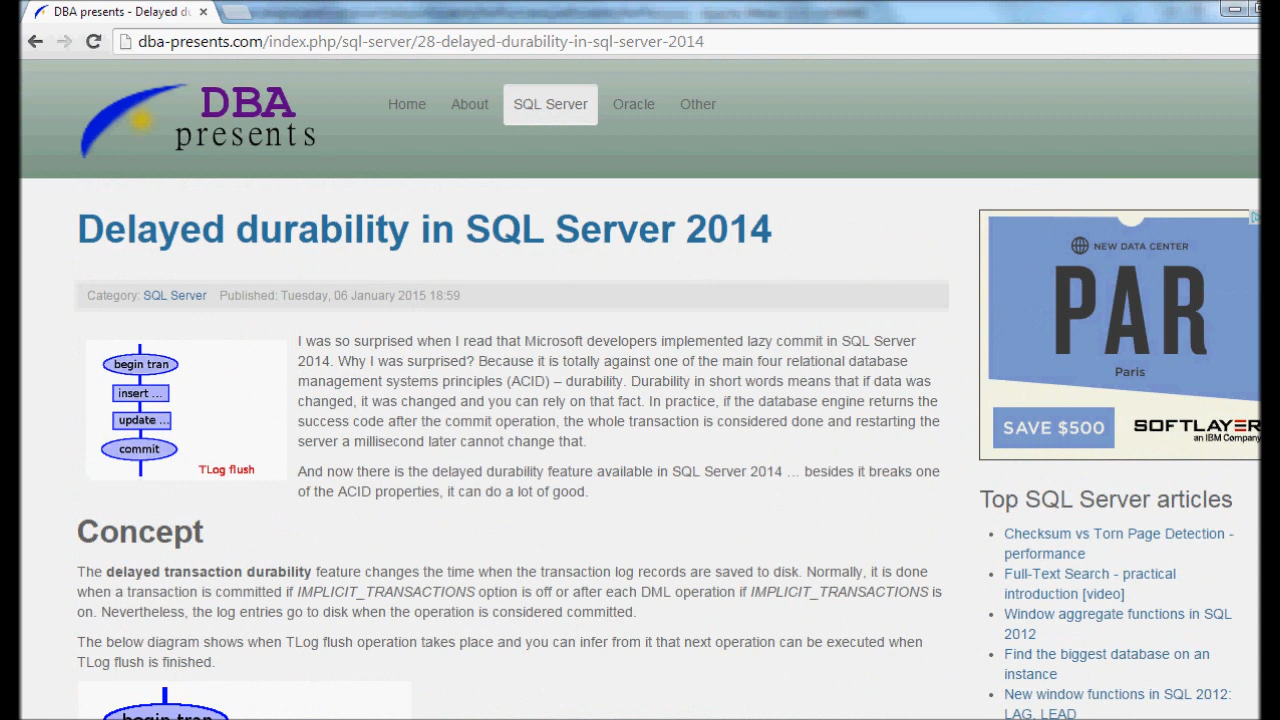 DBA presents - Delayed du
dba-presents.com/index.php/sql-server/28-delayed-durability-in-sql-server-2014
DBA
presents
Home About SQL Server Oracle Other
Delayed durability in SQL Server 2014
Category: SQL Server Published: Tuesday, 06 January 2015 18:59
begin tran
insert ...
update ...
commit
TLog flush
I was so surprised when I read that Microsoft developers implemented lazy commit in SQL Server
2014. Why I was surprised? Because it is totally against one of the main four relational database
management systems principles (ACID) – durability. Durability in short words means that if data was
changed, it was changed and you can rely on that fact. In practice, if the database engine returns the
success code after the commit operation, the whole transaction is considered done and restarting the
server a millisecond later cannot change that.
And now there is the delayed durability feature available in SQL Server 2014 … besides it breaks one
of the ACID properties, it can do a lot of good.
Concept
The delayed transaction durability feature changes the time when the transaction log records are saved to disk. Normally, it is done
when a transaction is committed if IMPLICIT_TRANSACTIONS option is off or after each DML operation if IMPLICIT_TRANSACTIONS is
on. Nevertheless, the log entries go to disk when the operation is considered committed.
The below diagram shows when TLog flush operation takes place and you can infer from it that next operation can be executed when
TLog flush is finished.
begin tran
NEW DATA CENTER
PAR
Paris
SAVE $500
SOFTLAYER
an IBM Company
Top SQL Server articles
• Checksum vs Torn Page Detection -
performance
• Full-Text Search - practical
introduction [video]
• Window aggregate functions in SQL
2012
• Find the biggest database on an
instance
• New window functions in SQL 2012:
LAG, LEAD